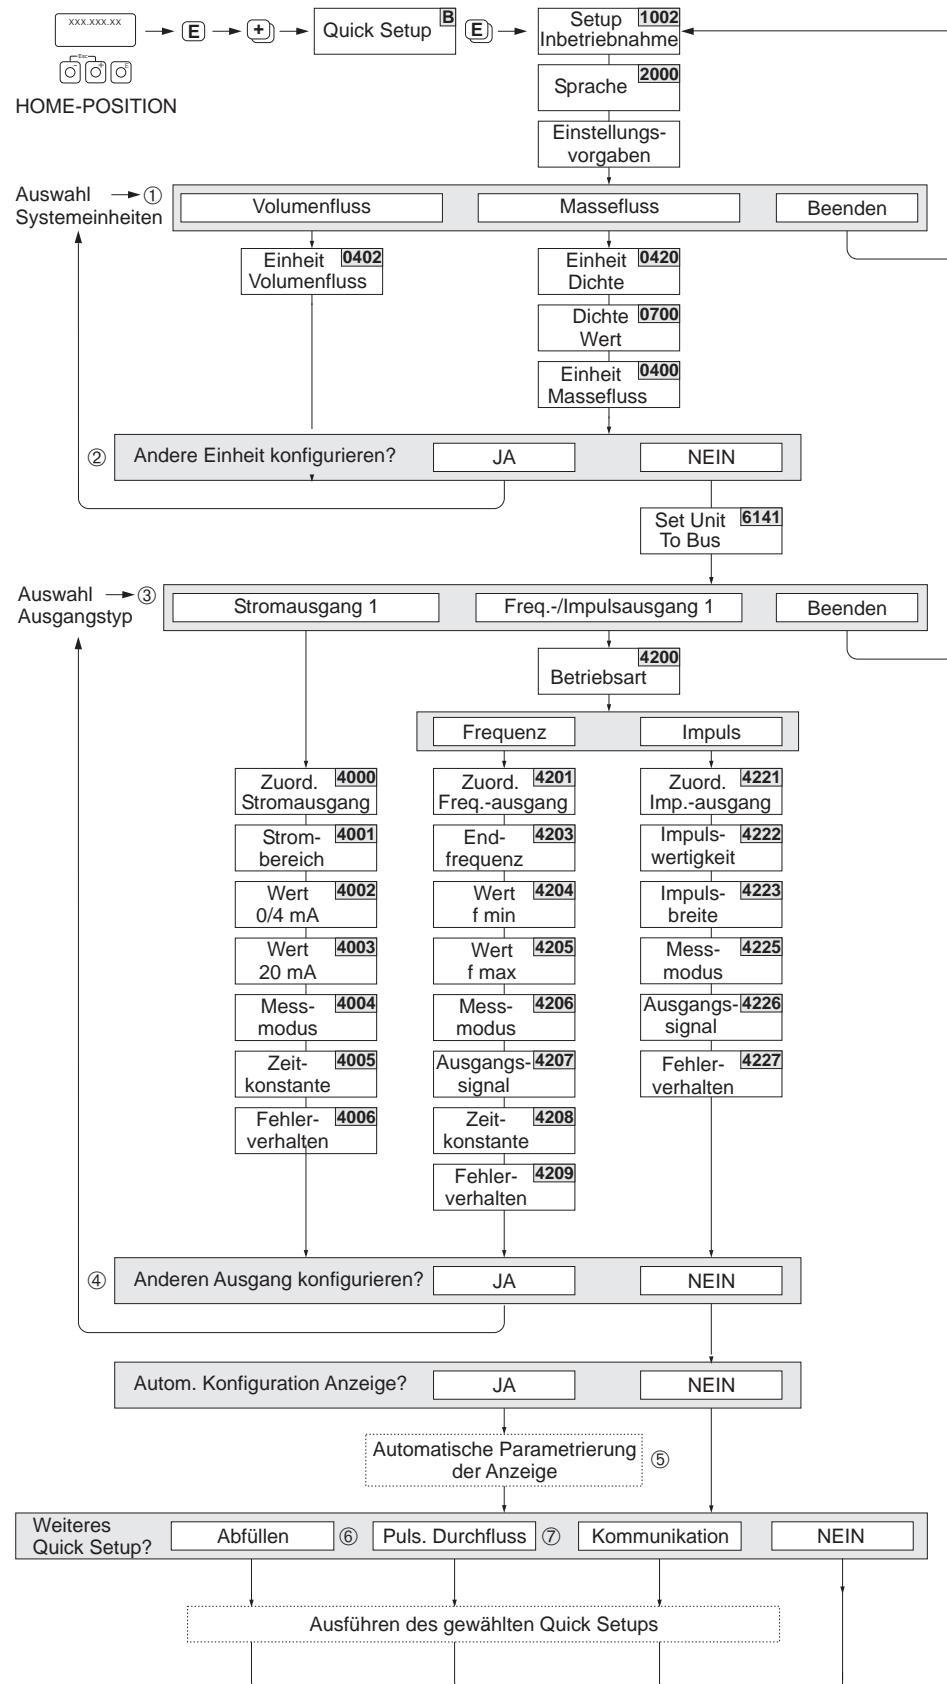 xxx.xxx.xx
Esc
- + E
HOME-POSITION
E
+
Quick Setup B
E
Setup 1002
Inbetriebnahme
Sprache 2000
Einstellungs-
vorgaben
Auswahl ①
Systemeinheiten
Volumenfluss Massefluss Beenden
Einheit 0402
Volumenfluss
Einheit 0420
Dichte
Dichte 0700
Wert
Einheit 0400
Massefluss
② Andere Einheit konfigurieren? JA NEIN
Set Unit 6141
To Bus
Auswahl ③
Ausgangstyp
Stromausgang 1 Freq.-/Impulsausgang 1 Beenden
4200
Betriebsart
Frequenz Impuls
Zuord. 4000
Stromausgang
Strom- 4001
bereich
Wert 4002
0/4 mA
Wert 4003
20 mA
Mess- 4004
modus
Zeit- 4005
konstante
Fehler- 4006
verhalten
Zuord. 4201
Freq.-ausgang
End- 4203
frequenz
Wert 4204
f min
Wert 4205
f max
Mess- 4206
modus
Ausgangs- 4207
signal
Zeit- 4208
konstante
Fehler- 4209
verhalten
Zuord. 4221
Imp.-ausgang
Impuls- 4222
wertigkeit
Impuls- 4223
breite
Mess- 4225
modus
Ausgangs- 4226
signal
Fehler- 4227
verhalten
④ Anderen Ausgang konfigurieren? JA NEIN
Autom. Konfiguration Anzeige? JA NEIN
Automatische Parametrierung
der Anzeige
⑤
Weiteres
Quick Setup?
Abfüllen ⑥ Puls. Durchfluss ⑦ Kommunikation NEIN
Ausführen des gewählten Quick Setups